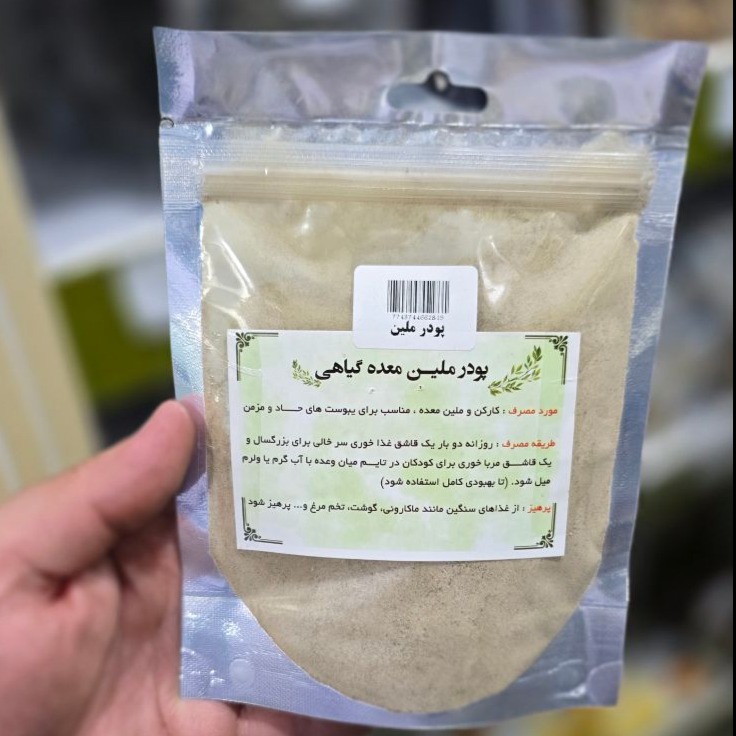 پودر ملین
پودر ملیـن معده گیاهی
مورد مصرف : کارکن و ملین معده ، مناسب برای یبوست های حـــاد و مزمن
طریقه مصرف : روزانه دو بار یک قاشق غذا خوری سر خالی برای بزرگسال و
یک قاشـــق مربا خوری برای کودکان در تایـــم میان وعده با آب گرم یا ولرم
میل شود. (تا بهبودی کامل استفاده شود)
پرهیز : از غذاهای سنگین مانند ماکارونی، گوشت، تخم مرغ و... پرهیز شود